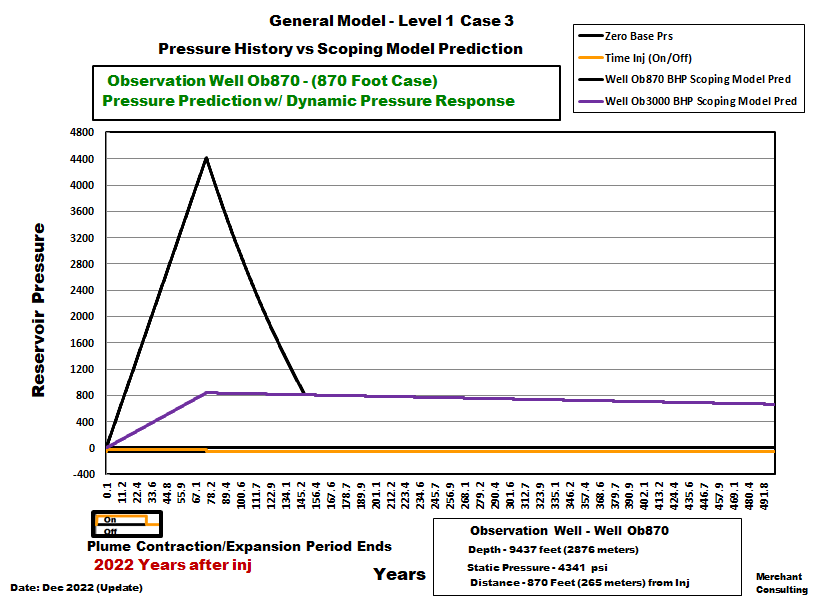 General Model - Level 1 Case 3
Pressure History vs Scoping Model Prediction
Zero Base Prs
Time Inj (On/Off)
Well Ob870 BHP Scoping Model Pred
Well Ob3000 BHP Scoping Model Pred
Observation Well Ob870 - (870 Foot Case)
Pressure Prediction w/ Dynamic Pressure Response
Reservoir Pressure
4800
4400
4000
3600
3200
2800
2400
2000
1600
1200
800
400
0
-400
0.1 11.2 22.4 33.6 44.8 55.9 67.1 78.2 89.4 100.6 111.7 122.9 134.1 145.2 156.4 167.6 178.7 189.9 201.1 212.2 223.4 234.6 245.7 256.9 268.1 279.2 290.4 301.6 312.7 323.9 335.1 346.2 357.4 368.6 379.7 390.9 402.1 413.2 424.4 435.6 446.7 457.9 469.1 480.4 491.8
On
Off
Plume Contraction/Expansion Period Ends
2022 Years after inj
Years
Observation Well - Well Ob870
Depth - 9437 feet (2876 meters)
Static Pressure - 4341 psi
Distance - 870 Feet (265 meters) from Inj
Date: Dec 2022 (Update)
Merchant
Consulting